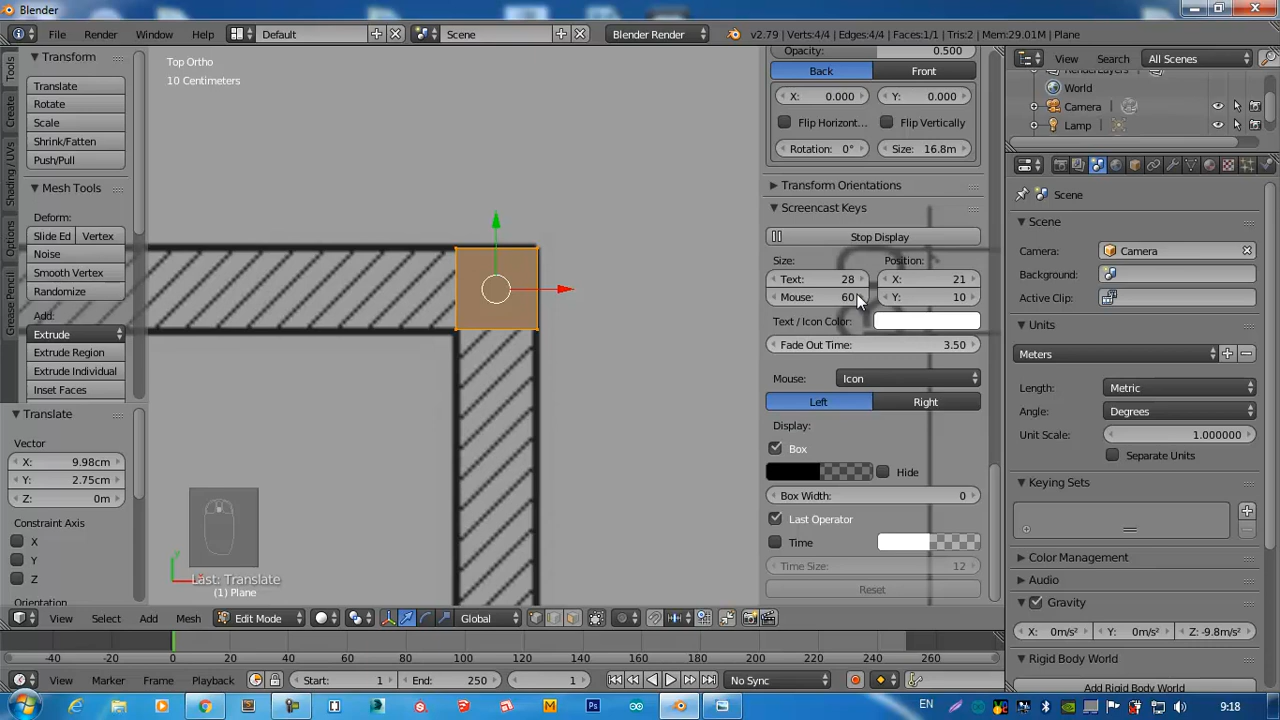 Blender
File Render Window Help Default Scene Blender Render v2.79 | Verts:4/4 | Edges:4/4 | Faces:1/1 | Tris:2 | Mem:29.01M | Plane
Tools
Create
Shading / UVs
Options
Grease Pencil
Transform
Translate
Rotate
Scale
Shrink/Fatten
Push/Pull
Mesh Tools
Deform:
Slide Ed Vertex
Noise
Smooth Vertex
Randomize
Add:
Extrude
Extrude Region
Extrude Individual
Inset Faces
Translate
Vector
X: 9.98cm
Y: 2.75cm
Z: 0m
Constraint Axis
X
Y
Z
Orientation
Top Ortho
10 Centimeters
Last: Translate
(1) Plane
Opacity: 0.500
Back Front
X: 0.000 Y: 0.000
Flip Horizont... Flip Vertically
Rotation: 0° Size: 16.8m
Transform Orientations
Screencast Keys
Stop Display
Size: Position:
Text: 28 X: 21
Mouse: 60 Y: 10
Text / Icon Color:
Fade Out Time: 3.50
Mouse: Icon
Left Right
Display:
Box
Hide
Box Width: 0
Last Operator
Time
Time Size: 12
Reset
View Search All Scenes
RenderLayers
World
Camera
Lamp
Scene
Scene
Camera: Camera
Background:
Active Clip:
Units
Meters
Length: Metric
Angle: Degrees
Unit Scale: 1.000000
Separate Units
Keying Sets
Color Management
Audio
Gravity
X: 0m/s² Y: 0m/s² Z: -9.8m/s²
Rigid Body World
Add Rigid Body World
View Select Add Mesh Edit Mode Global
-40 -20 0 20 40 60 80 100 120 140 160 180 200 220 240 260
View Marker Frame Playback Start: 1 End: 250 1 No Sync
EN 9:18